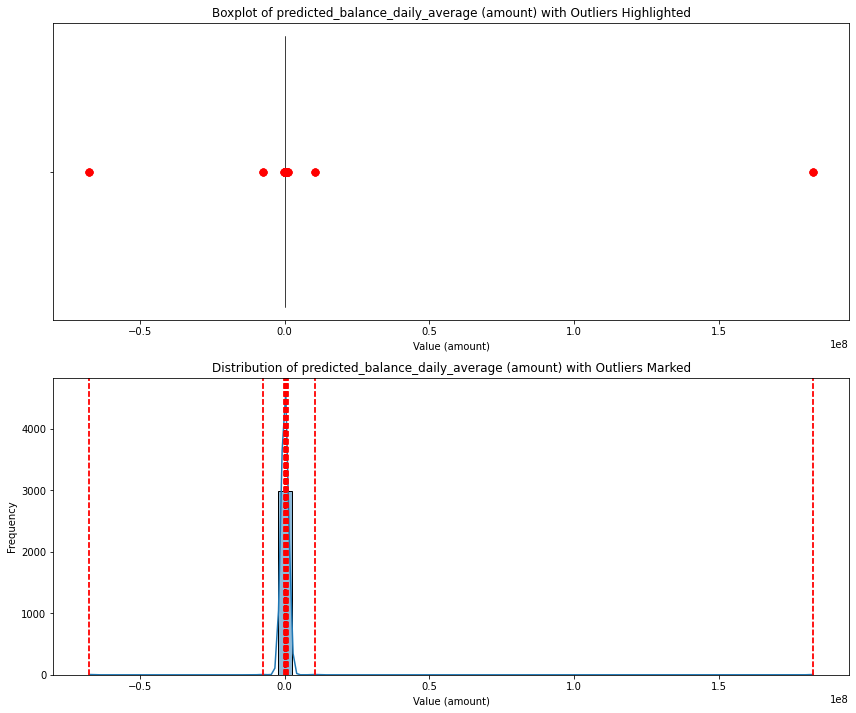 Boxplot of predicted_balance_daily_average (amount) with Outliers Highlighted
−0.5 0.0 0.5 1.0 1.5
1e8
Value (amount)
Distribution of predicted_balance_daily_average (amount) with Outliers Marked
4000
3000
2000
1000
0
Frequency
−0.5 0.0 0.5 1.0 1.5
1e8
Value (amount)